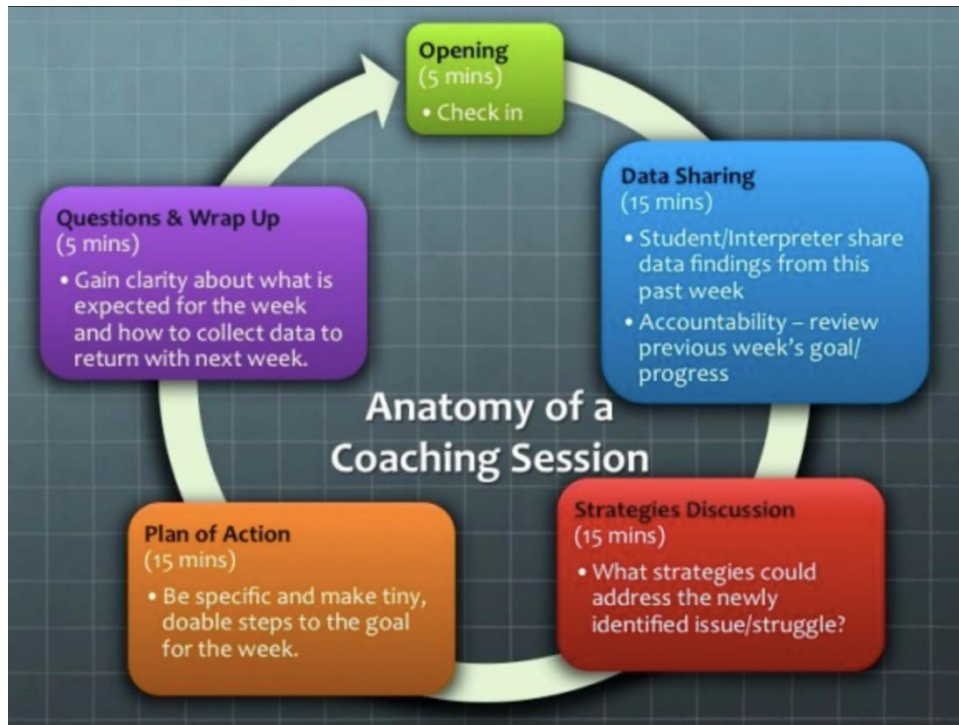 Opening
(5 mins)
• Check in
Data Sharing
(15 mins)
• Student/Interpreter share
data findings from this
past week
• Accountability – review
previous week's goal/
progress
Strategies Discussion
(15 mins)
• What strategies could
address the newly
identified issue/struggle?
Plan of Action
(15 mins)
• Be specific and make tiny,
doable steps to the goal
for the week.
Questions & Wrap Up
(5 mins)
• Gain clarity about what is
expected for the week
and how to collect data to
return with next week.
Anatomy of a
Coaching Session